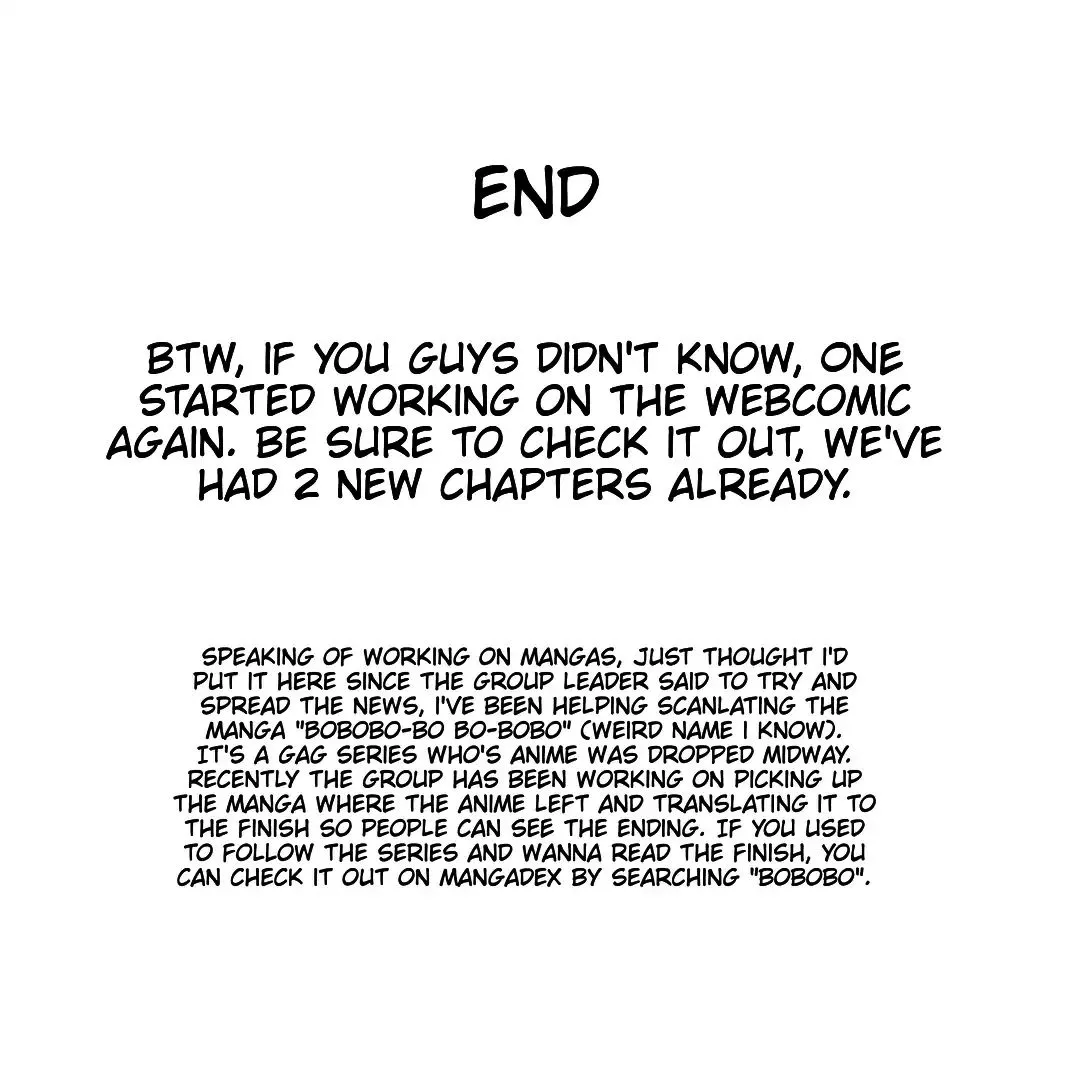 END
BTW, IF YOU GUYS DIDN'T KNOW, ONE
STARTED WORKING ON THE WEBCOMIC
AGAIN. BE SURE TO CHECK IT OUT, WE'VE
HAD 2 NEW CHAPTERS ALREADY.
SPEAKING OF WORKING ON MANGAS, JUST THOUGHT I'D
PUT IT HERE SINCE THE GROUP LEADER SAID TO TRY AND
SPREAD THE NEWS, I'VE BEEN HELPING SCANLATING THE
MANGA "BOBOBO-BO BO-BOBO" (WEIRD NAME I KNOW).
IT'S A GAG SERIES WHO'S ANIME WAS DROPPED MIDWAY.
RECENTLY THE GROUP HAS BEEN WORKING ON PICKING UP
THE MANGA WHERE THE ANIME LEFT AND TRANSLATING IT TO
THE FINISH SO PEOPLE CAN SEE THE ENDING. IF YOU USED
TO FOLLOW THE SERIES AND WANNA READ THE FINISH, YOU
CAN CHECK IT OUT ON MANGADEX BY SEARCHING "BOBOBO".